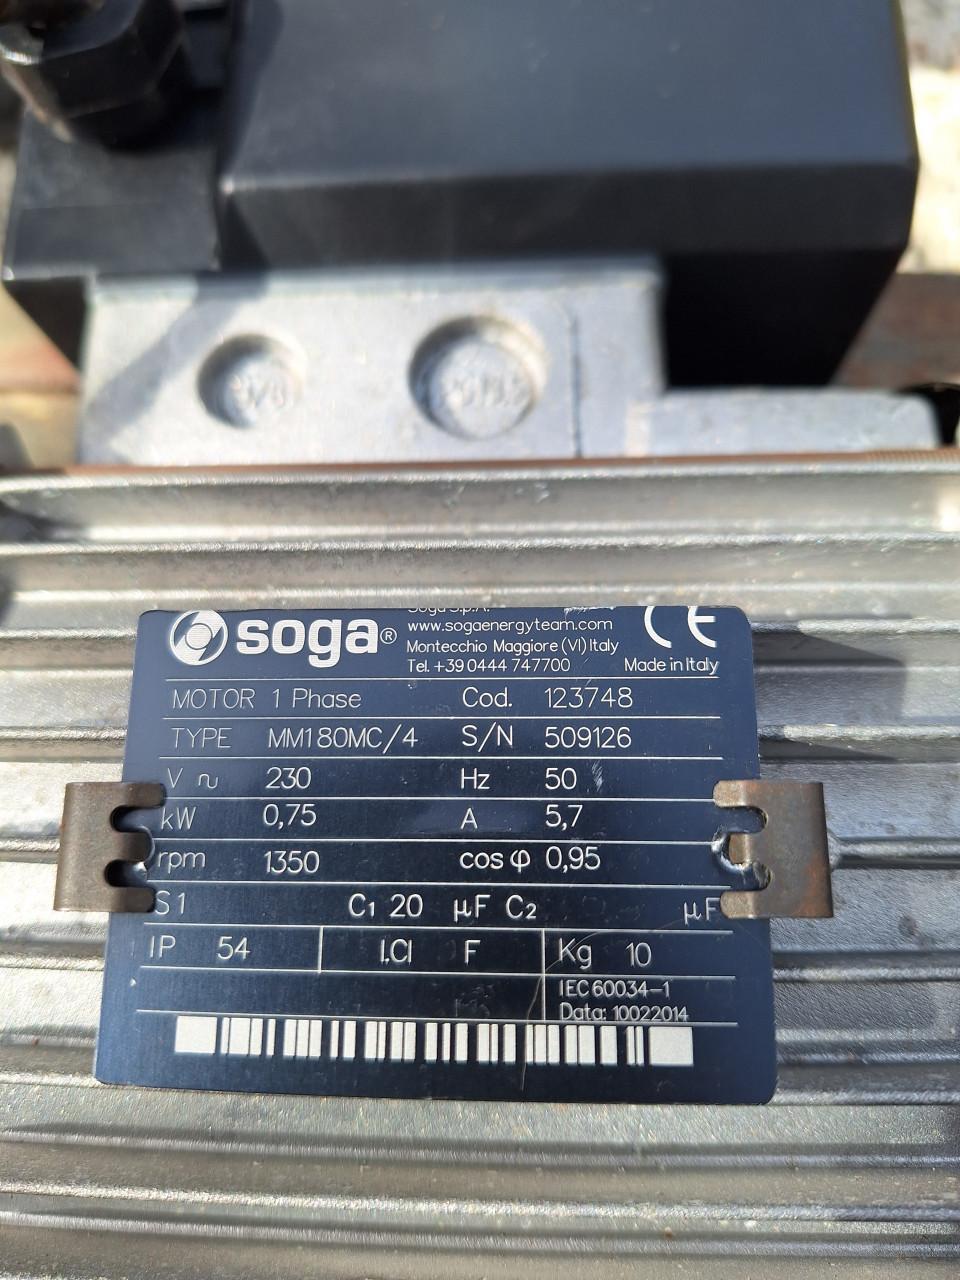 soga®
www.sogaenergyteam.com
Montecchio Maggiore (VI) Italy
Tel. +39 0444 747700
CE
Made in Italy
MOTOR 1 Phase Cod. 123748
TYPE MM180MC/4 S/N 509126
V ~ 230 Hz 50
kW 0,75 A 5,7
rpm 1350 cos φ 0,95
S1 C1 20 µF C2 µF
IP 54 I.Cl F Kg 10
IEC 60034-1
Data: 10022014